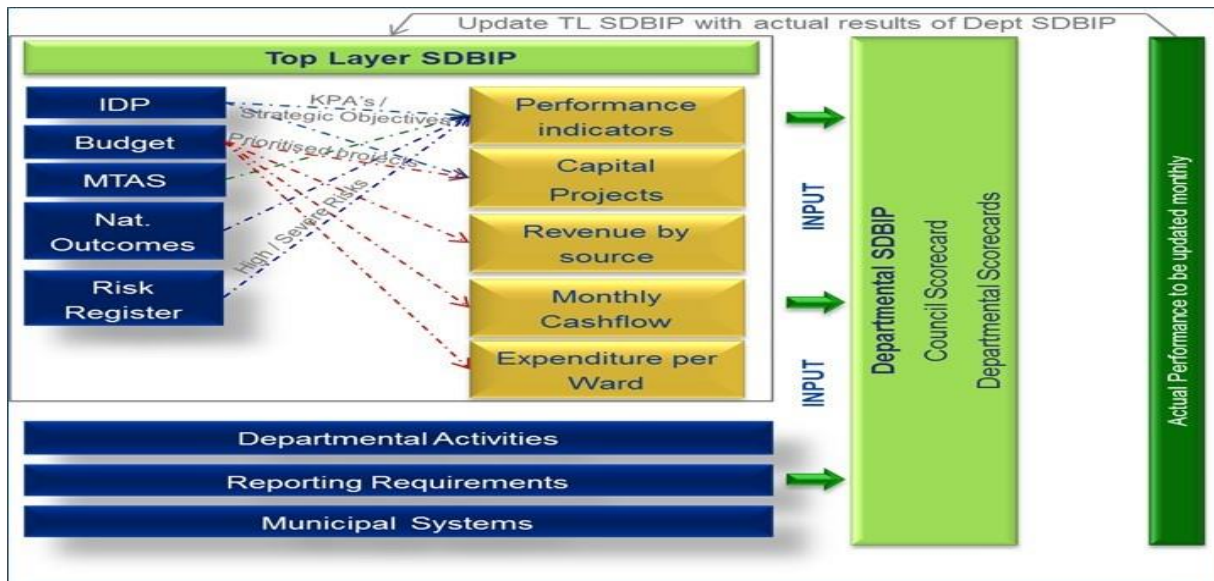 Update TL SDBIP with actual results of Dept SDBIP
Top Layer SDBIP
IDP
Budget
MTAS
Nat.
Outcomes
Risk
Register
KPA's /
Strategic Objectives
Prioritised projects
High / Severe Risks
Performance
indicators
Capital
Projects
Revenue by
source
Monthly
Cashflow
Expenditure per
Ward
INPUT
INPUT
Departmental SDBIP
Council Scorecard
Departmental Scorecards
Actual Performance to be updated monthly
Departmental Activities
Reporting Requirements
Municipal Systems